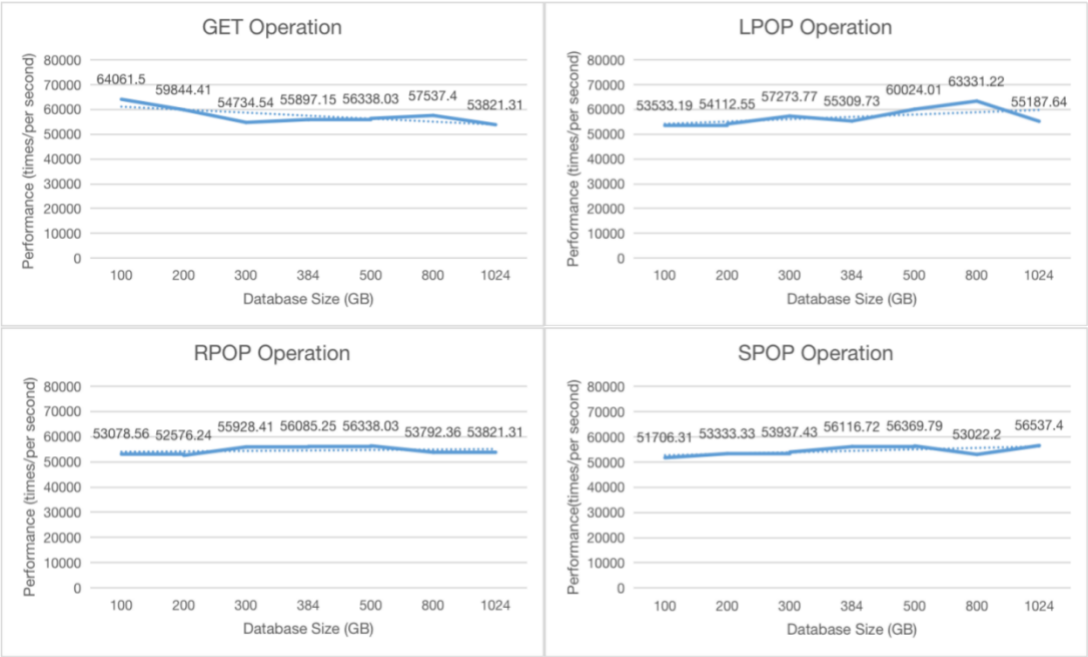 GET Operation
Performance (times/per second)
80000
70000
60000
50000
40000
30000
20000
10000
0
64061.5
59844.41
54734.54 55897.15 56338.03 57537.4
53821.31
100 200 300 384 500 800 1024
Database Size (GB)
LPOP Operation
Performance (times/per second)
80000
70000
60000
50000
40000
30000
20000
10000
0
53533.19 54112.55 57273.77 55309.73 60024.01 63331.22 55187.64
100 200 300 384 500 800 1024
Database Size (GB)
RPOP Operation
Performance (times/per second)
80000
70000
60000
50000
40000
30000
20000
10000
0
53078.56 52576.24 55928.41 56085.25 56338.03 53792.36 53821.31
100 200 300 384 500 800 1024
Database Size (GB)
SPOP Operation
Performance(times/per second)
80000
70000
60000
50000
40000
30000
20000
10000
0
51706.31 53333.33 53937.43 56116.72 56369.79 53022.2 56537.4
100 200 300 384 500 800 1024
Database Size (GB)